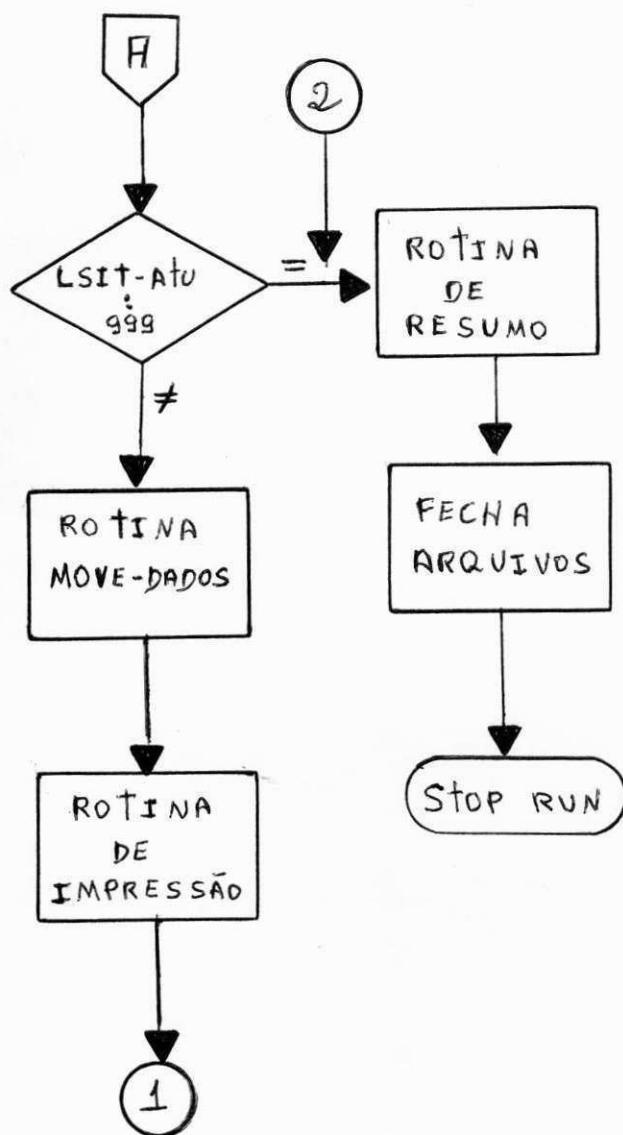 A
2
LSIT-ATU
:
999
=
≠
ROTINA
DE
RESUMO
ROTINA
MOVE-DADOS
FECHA
ARQUIVOS
ROTINA
DE
IMPRESSÃO
STOP RUN
1